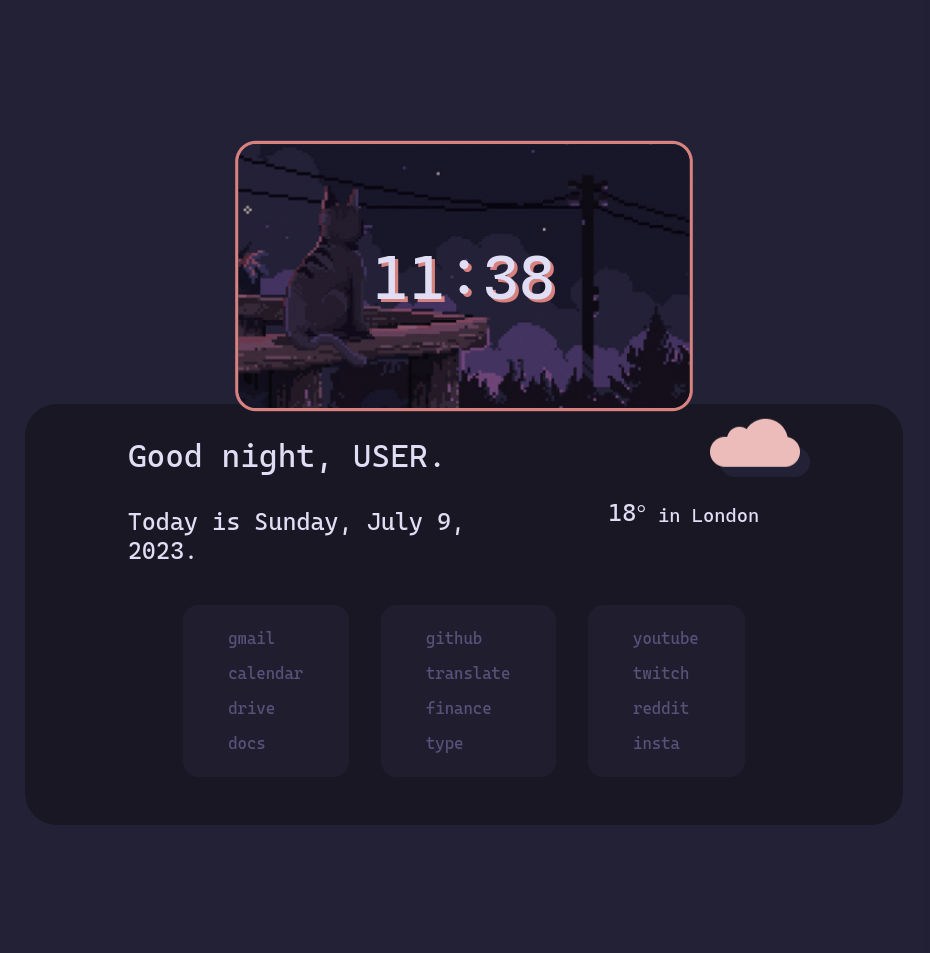 11:38
Good night, USER.
Today is Sunday, July 9,
2023.
18° in London
gmail
calendar
drive
docs
github
translate
finance
type
youtube
twitch
reddit
insta